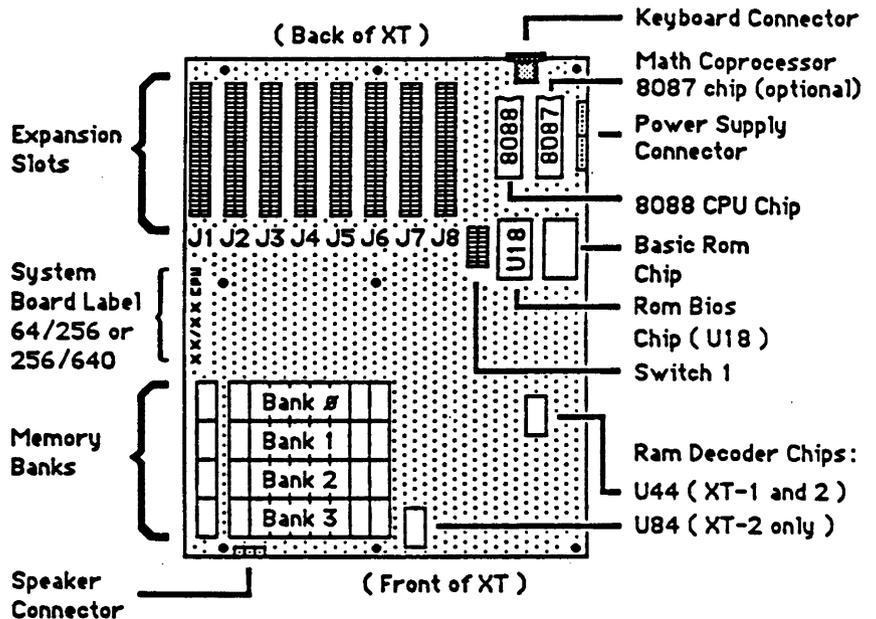 ( Back of XT )
Keyboard Connector
Math Coprocessor
8087 chip (optional)
Power Supply
Connector
8088 CPU Chip
Basic Rom
Chip
Rom Bios
Chip ( U18 )
Switch 1
Ram Decoder Chips:
U44 ( XT-1 and 2 )
U84 ( XT-2 only )
Expansion
Slots
System
Board Label
64/256 or
256/640
Memory
Banks
Speaker
Connector
8088
8087
J1 J2 J3 J4 J5 J6 J7 J8
U18
XX/XX CPU
Bank ø
Bank 1
Bank 2
Bank 3
( Front of XT )